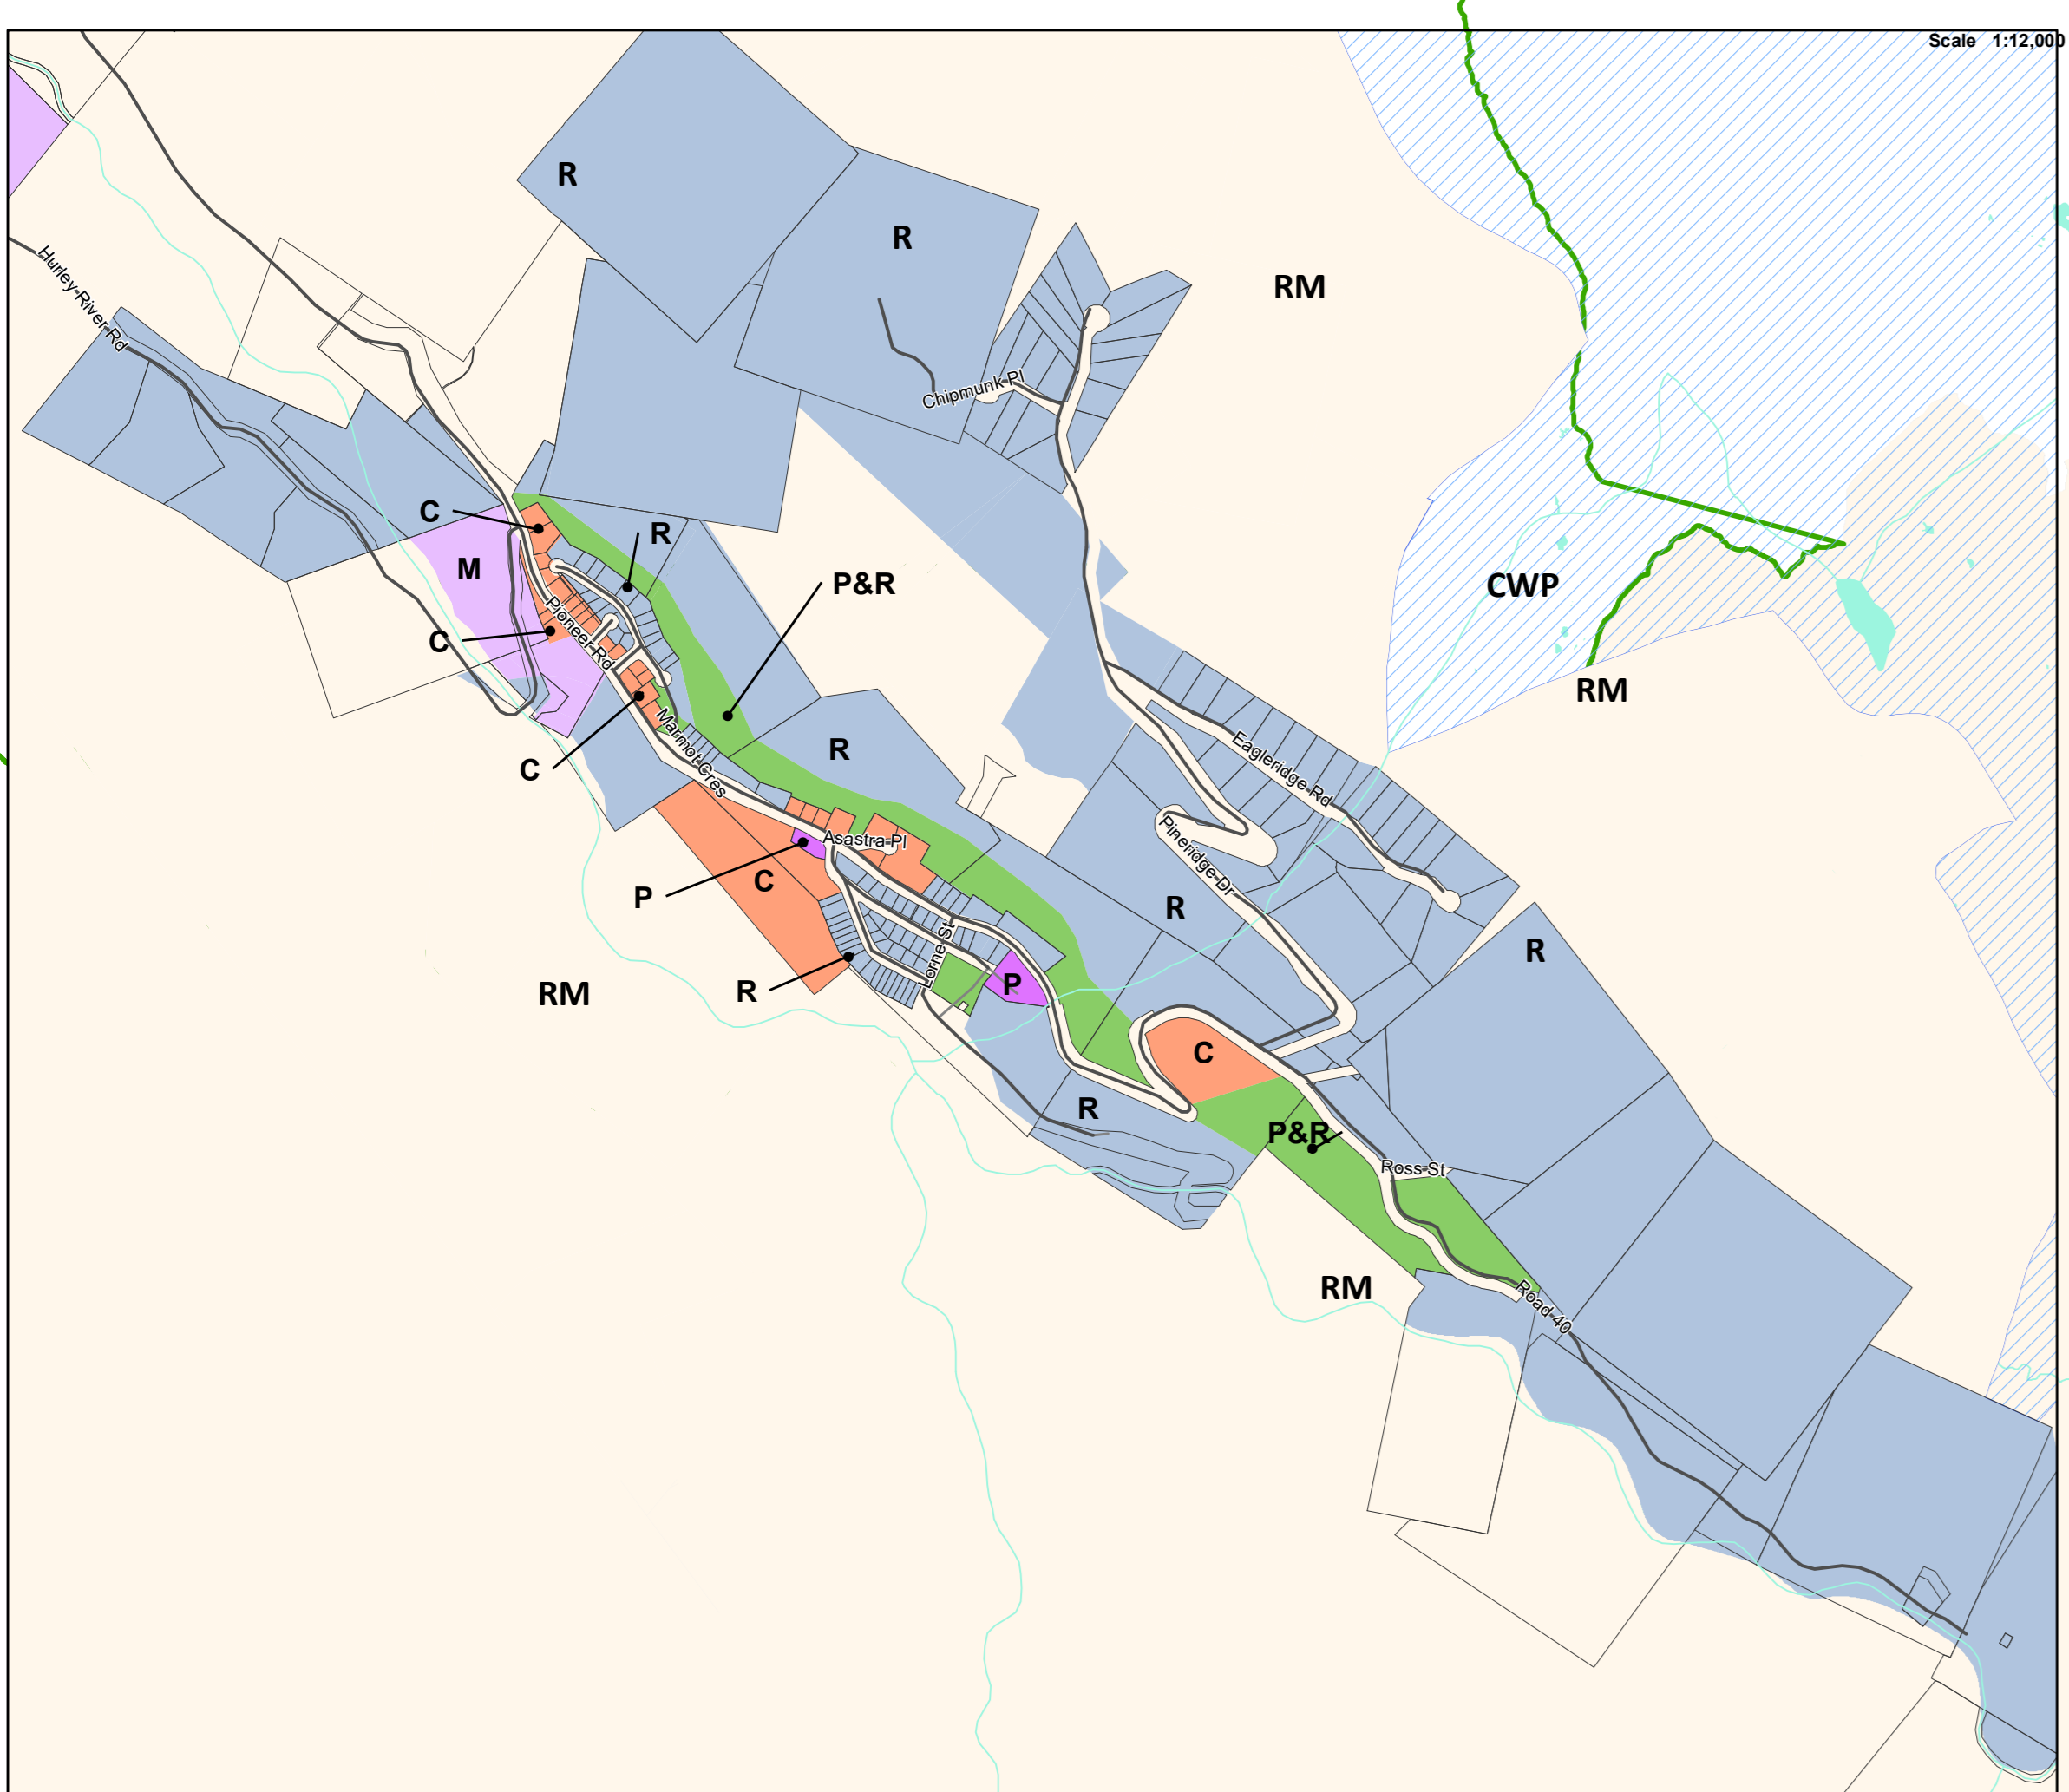 Scale 1:12,000
R
R
Hurley River Rd
RM
Chipmunk Pl
C
R
M
P&R
CWP
C
Pioneer Rd
RM
Marmot Cres
R
C
Eagleridge Rd
Asastra Pl
Pineridge Dr
C
P
R
Lorne St
R
P
R
RM
C
R
P&R
Ross St
RM
Road 40